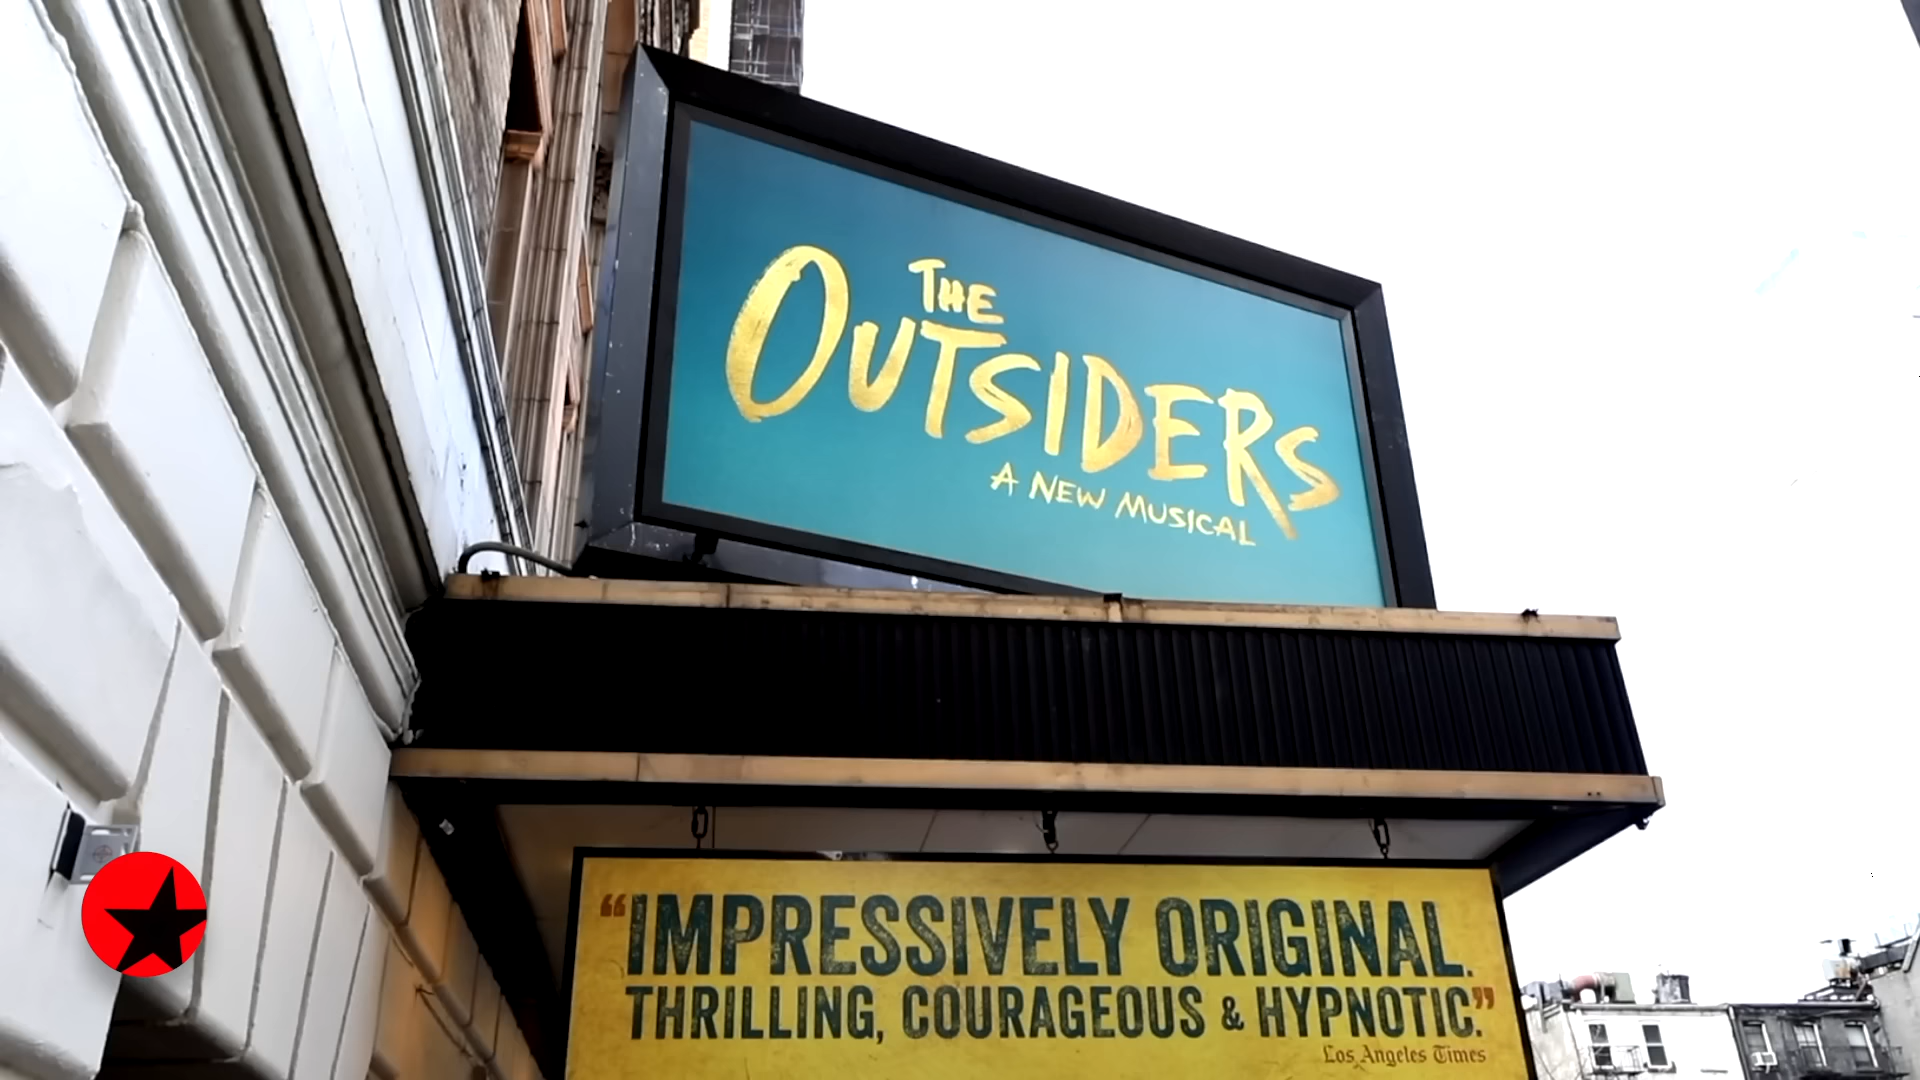 THE
OUTSIDERS
A NEW MUSICAL
“IMPRESSIVELY ORIGINAL.
THRILLING, COURAGEOUS & HYPNOTIC.”
Los Angeles Times